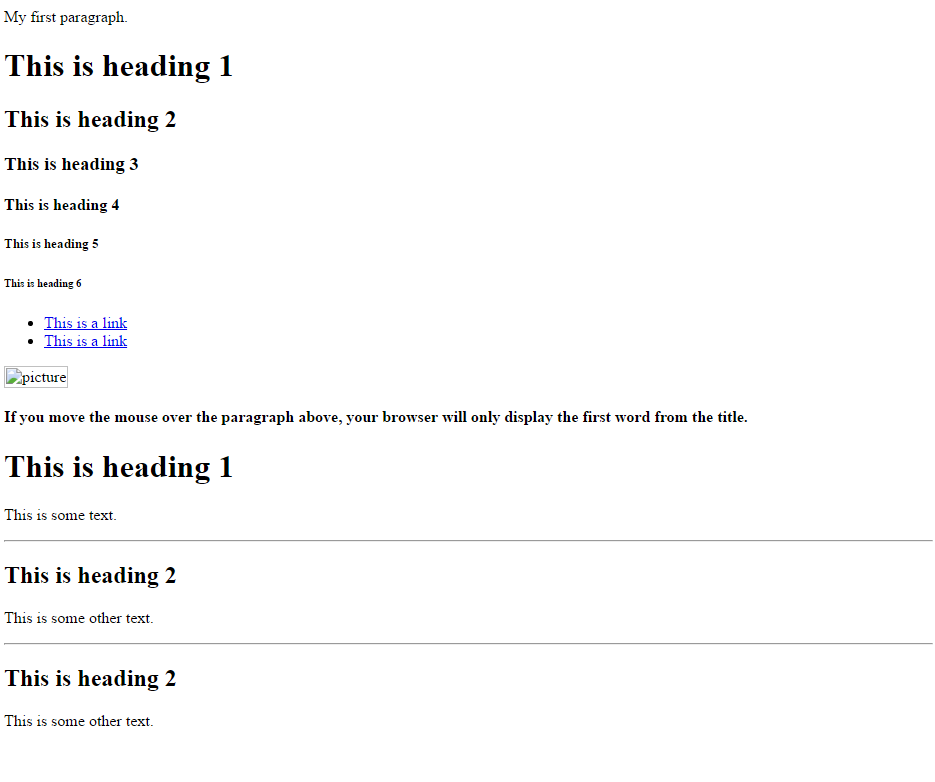 My first paragraph.
This is heading 1
This is heading 2
This is heading 3
This is heading 4
This is heading 5
This is heading 6
This is a link
This is a link
picture
If you move the mouse over the paragraph above, your browser will only display the first word from the title.
This is heading 1
This is some text.
This is heading 2
This is some other text.
This is heading 2
This is some other text.